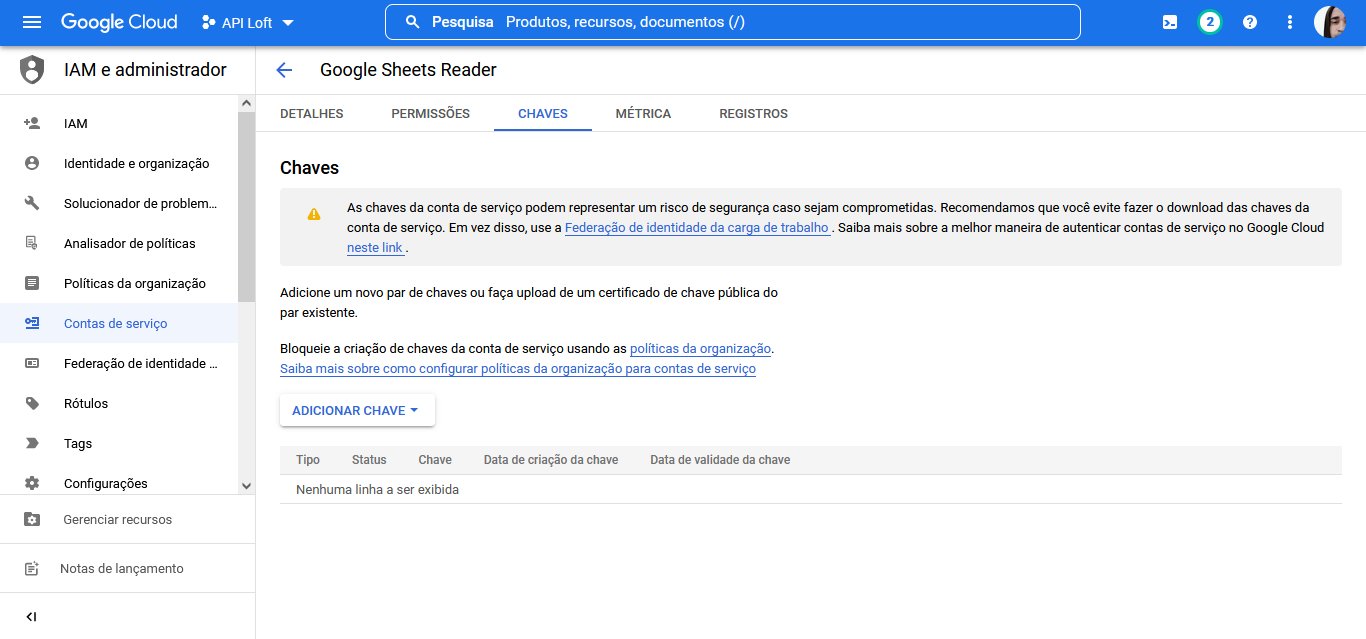 Google Cloud
API Loft
Pesquisa Produtos, recursos, documentos (/)
2
IAM e administrador
IAM
Identidade e organização
Solucionador de problem...
Analisador de políticas
Políticas da organização
Contas de serviço
Federação de identidade ...
Rótulos
Tags
Configurações
Gerenciar recursos
Notas de lançamento
Google Sheets Reader
DETALHES PERMISSÕES CHAVES MÉTRICA REGISTROS
Chaves
As chaves da conta de serviço podem representar um risco de segurança caso sejam comprometidas. Recomendamos que você evite fazer o download das chaves da
conta de serviço. Em vez disso, use a Federação de identidade da carga de trabalho . Saiba mais sobre a melhor maneira de autenticar contas de serviço no Google Cloud
neste link .
Adicione um novo par de chaves ou faça upload de um certificado de chave pública do
par existente.
Bloqueie a criação de chaves da conta de serviço usando as políticas da organização.
Saiba mais sobre como configurar políticas da organização para contas de serviço
ADICIONAR CHAVE
Tipo Status Chave Data de criação da chave Data de validade da chave
Nenhuma linha a ser exibida